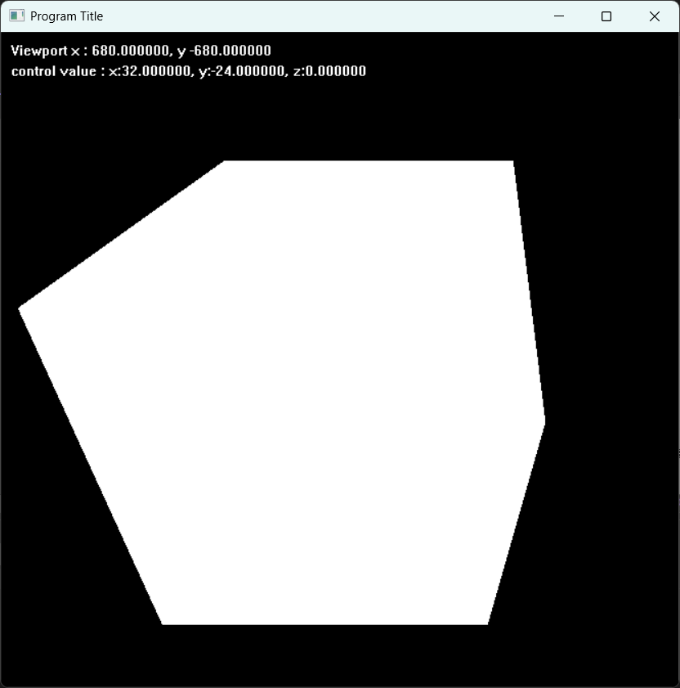 Program Title
Viewport x : 680.000000, y -680.000000
control value : x:32.000000, y:-24.000000, z:0.000000